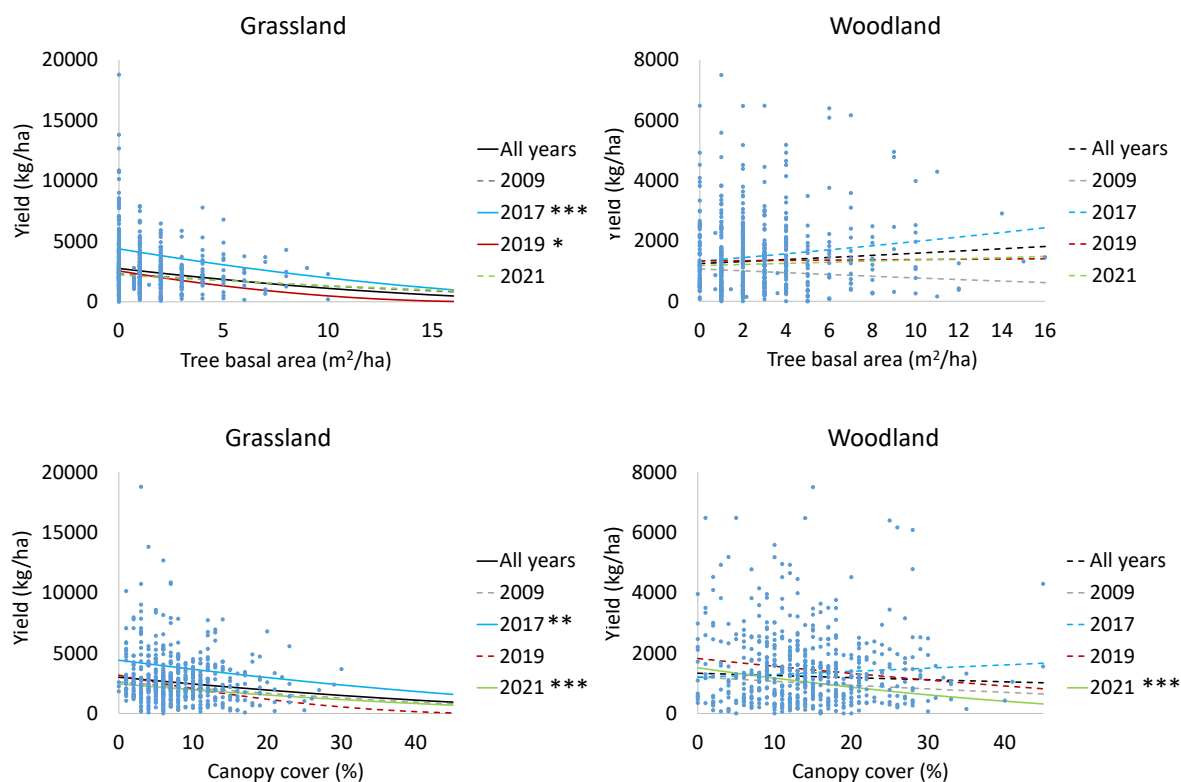 Grassland
20000
15000
10000
5000
0
Yield (kg/ha)
0 5 10 15
Tree basal area (m²/ha)
All years
2009
2017 ***
2019 *
2021
Woodland
8000
6000
4000
2000
0
Yield (kg/ha)
0 2 4 6 8 10 12 14 16
Tree basal area (m²/ha)
All years
2009
2017
2019
2021
Grassland
20000
15000
10000
5000
0
Yield (kg/ha)
0 10 20 30 40
Canopy cover (%)
All years
2009
2017 **
2019
2021 ***
Woodland
8000
6000
4000
2000
0
Yield (kg/ha)
0 10 20 30 40
Canopy cover (%)
All years
2009
2017
2019
2021 ***